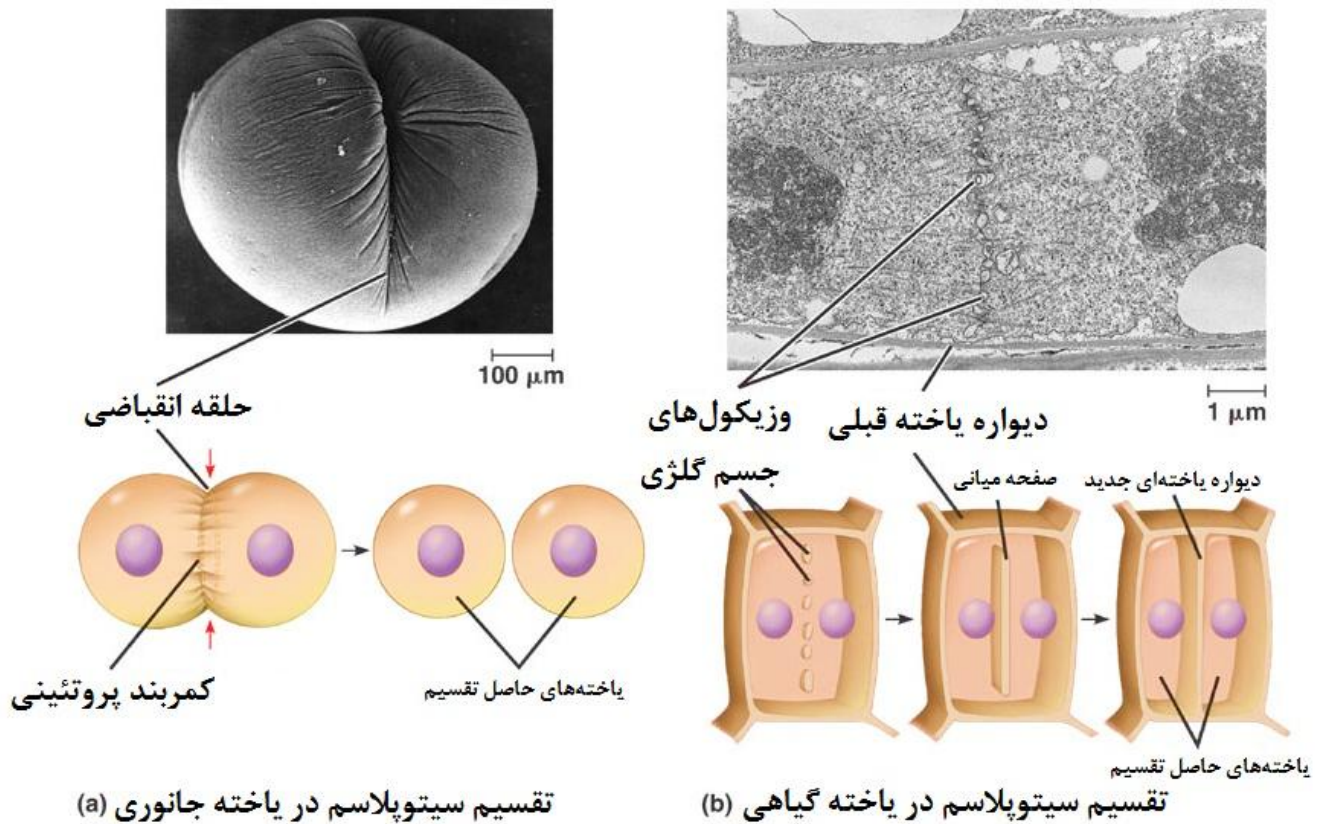 100 µm
حلقه انقباضی
کمربند پروتئینی
یاخته‌های حاصل تقسیم
(a) تقسیم سیتوپلاسم در یاخته جانوری
1 µm
وزیکول‌های
جسم گلژی
دیواره یاخته قبلی
صفحه میانی
دیواره یاخته‌ای جدید
یاخته‌های حاصل تقسیم
(b) تقسیم سیتوپلاسم در یاخته گیاهی